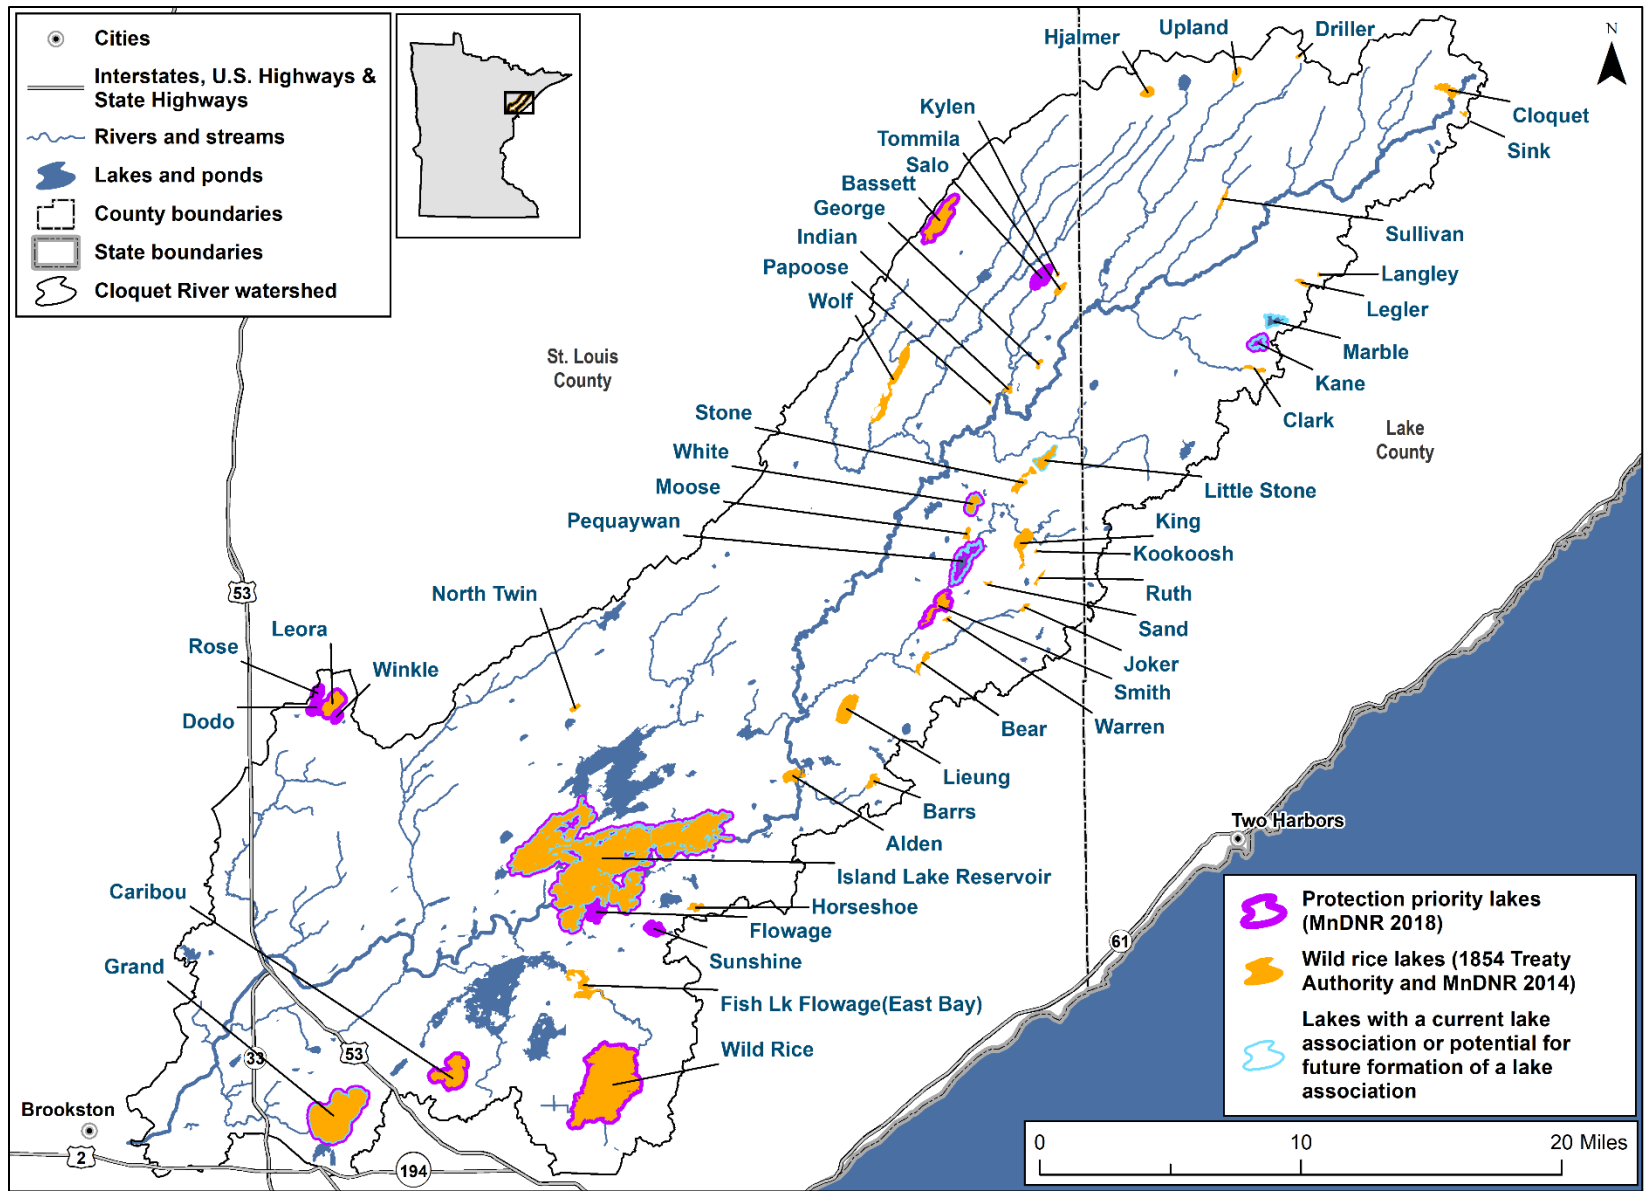 Cities
Interstates, U.S. Highways &
State Highways
Rivers and streams
Lakes and ponds
County boundaries
State boundaries
Cloquet River watershed
N
Hjalmer
Upland
Driller
Cloquet
Sink
Kylen
Tommila
Salo
Bassett
George
Indian
Papoose
Wolf
Sullivan
Langley
Legler
Marble
Kane
Clark
St. Louis
County
Lake
County
Stone
White
Moose
Pequaywan
Little Stone
King
Kookoosh
Ruth
Sand
Joker
Smith
Warren
Bear
53
North Twin
Leora
Rose
Winkle
Dodo
Lieung
Barrs
Alden
Island Lake Reservoir
Horseshoe
Flowage
Sunshine
Fish Lk Flowage(East Bay)
Wild Rice
Caribou
Grand
Two Harbors
61
33
53
Brookston
2
194
Protection priority lakes
(MnDNR 2018)
Wild rice lakes (1854 Treaty
Authority and MnDNR 2014)
Lakes with a current lake
association or potential for
future formation of a lake
association
0 10 20 Miles